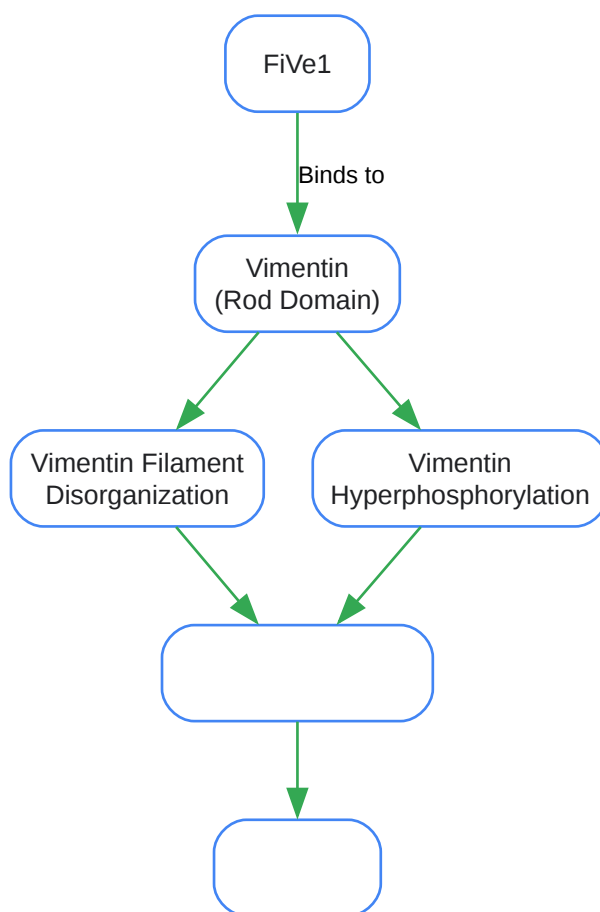 FiVe1
Binds to
Vimentin
(Rod Domain)
Vimentin Filament
Disorganization
Vimentin
Hyperphosphorylation